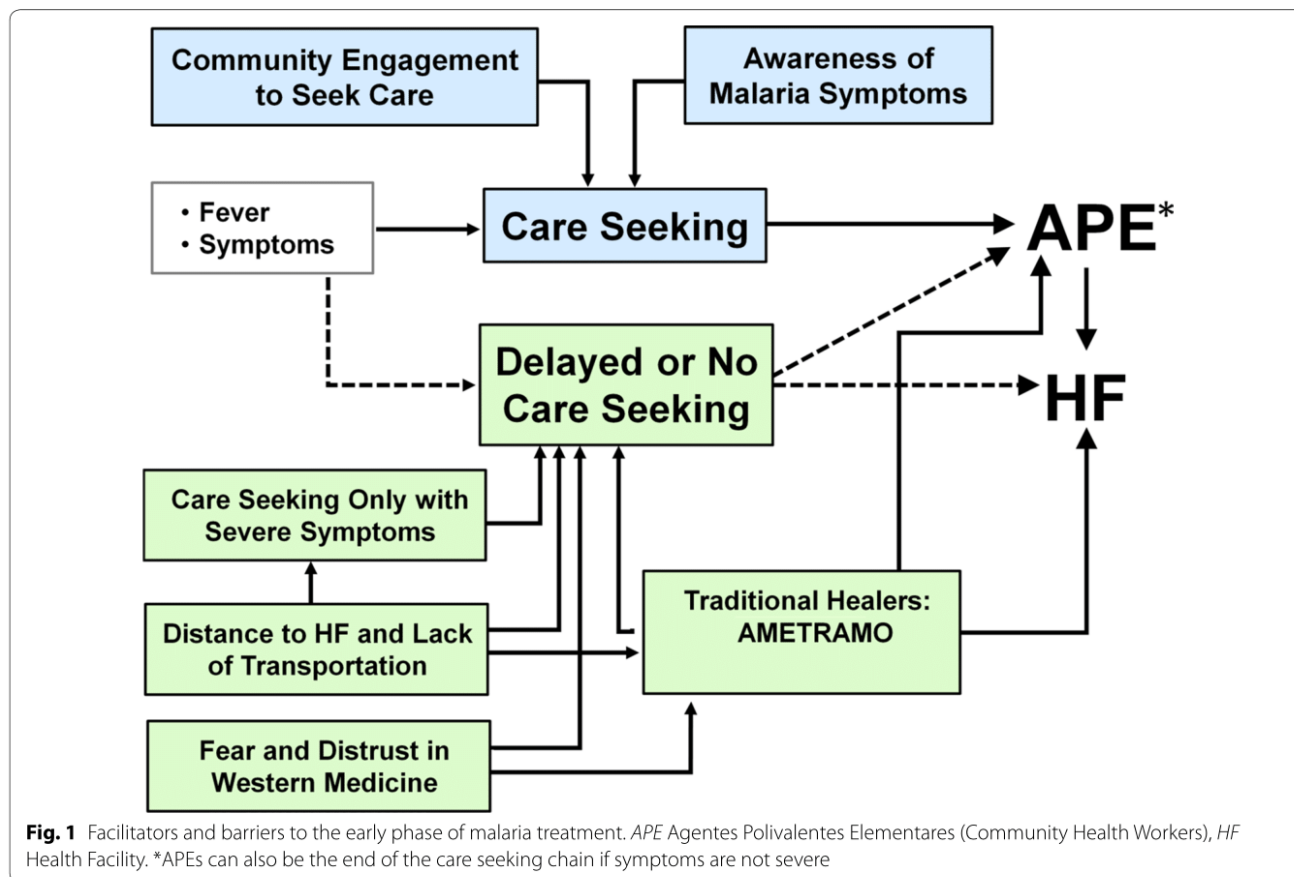 Community Engagement
to Seek Care
Awareness of
Malaria Symptoms
• Fever
• Symptoms
Care Seeking
APE*
Delayed or No
Care Seeking
HF
Care Seeking Only with
Severe Symptoms
Distance to HF and Lack
of Transportation
Traditional Healers:
AMETRAMO
Fear and Distrust in
Western Medicine
Fig. 1 Facilitators and barriers to the early phase of malaria treatment. APE Agentes Polivalentes Elementares (Community Health Workers), HF
Health Facility. *APEs can also be the end of the care seeking chain if symptoms are not severe